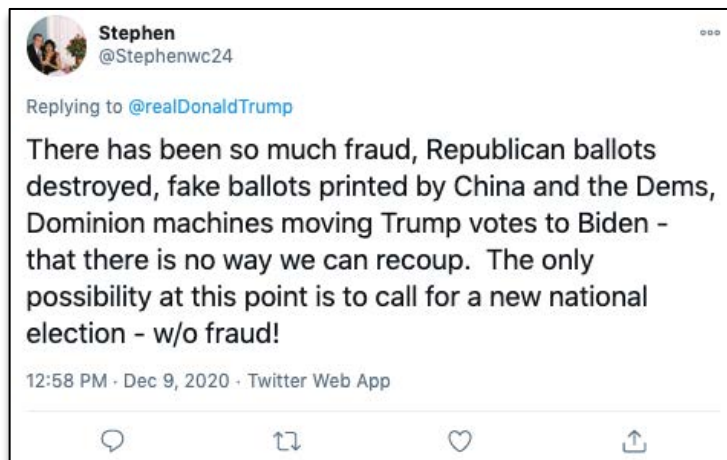 Stephen
@Stephenwc24
Replying to @realDonaldTrump
There has been so much fraud, Republican ballots
destroyed, fake ballots printed by China and the Dems,
Dominion machines moving Trump votes to Biden -
that there is no way we can recoup.  The only
possibility at this point is to call for a new national
election - w/o fraud!
12:58 PM · Dec 9, 2020 · Twitter Web App